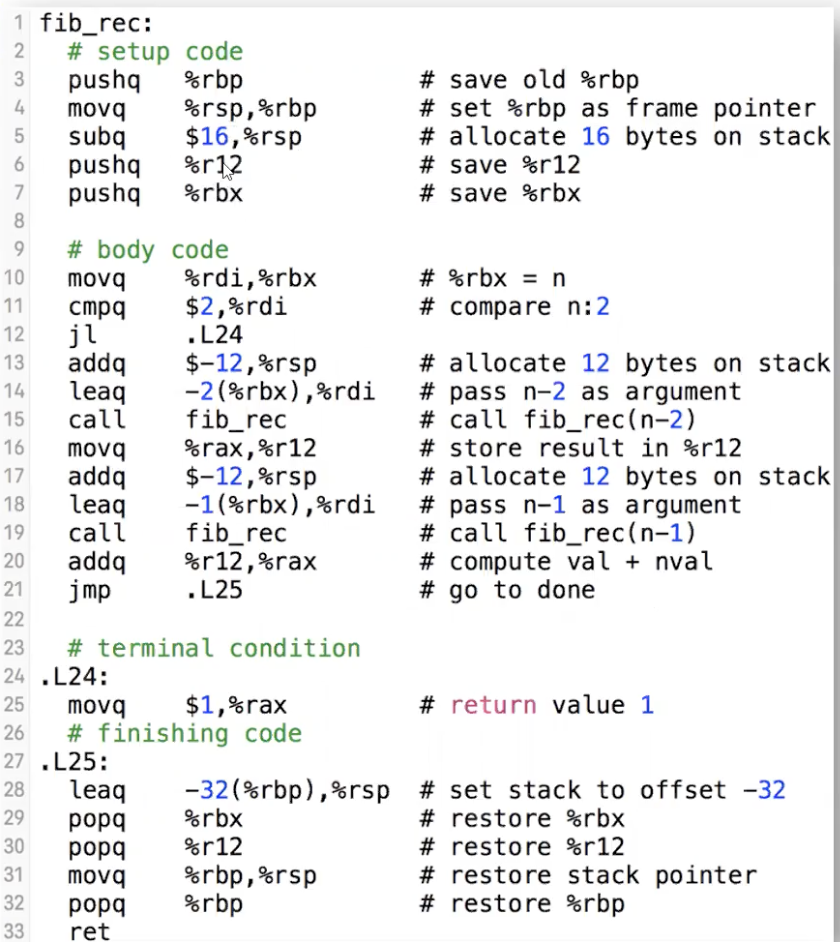 1 fib_rec:
2 # setup code
3 pushq %rbp # save old %rbp
4 movq %rsp,%rbp # set %rbp as frame pointer
5 subq $16,%rsp # allocate 16 bytes on stack
6 pushq %r12 # save %r12
7 pushq %rbx # save %rbx
8
9 # body code
10 movq %rdi,%rbx # %rbx = n
11 cmpq $2,%rdi # compare n:2
12 jl .L24
13 addq $-12,%rsp # allocate 12 bytes on stack
14 leaq -2(%rbx),%rdi # pass n-2 as argument
15 call fib_rec # call fib_rec(n-2)
16 movq %rax,%r12 # store result in %r12
17 addq $-12,%rsp # allocate 12 bytes on stack
18 leaq -1(%rbx),%rdi # pass n-1 as argument
19 call fib_rec # call fib_rec(n-1)
20 addq %r12,%rax # compute val + nval
21 jmp .L25 # go to done
22
23 # terminal condition
24 .L24:
25 movq $1,%rax # return value 1
26 # finishing code
27 .L25:
28 leaq -32(%rbp),%rsp # set stack to offset -32
29 popq %rbx # restore %rbx
30 popq %r12 # restore %r12
31 movq %rbp,%rsp # restore stack pointer
32 popq %rbp # restore %rbp
33 ret